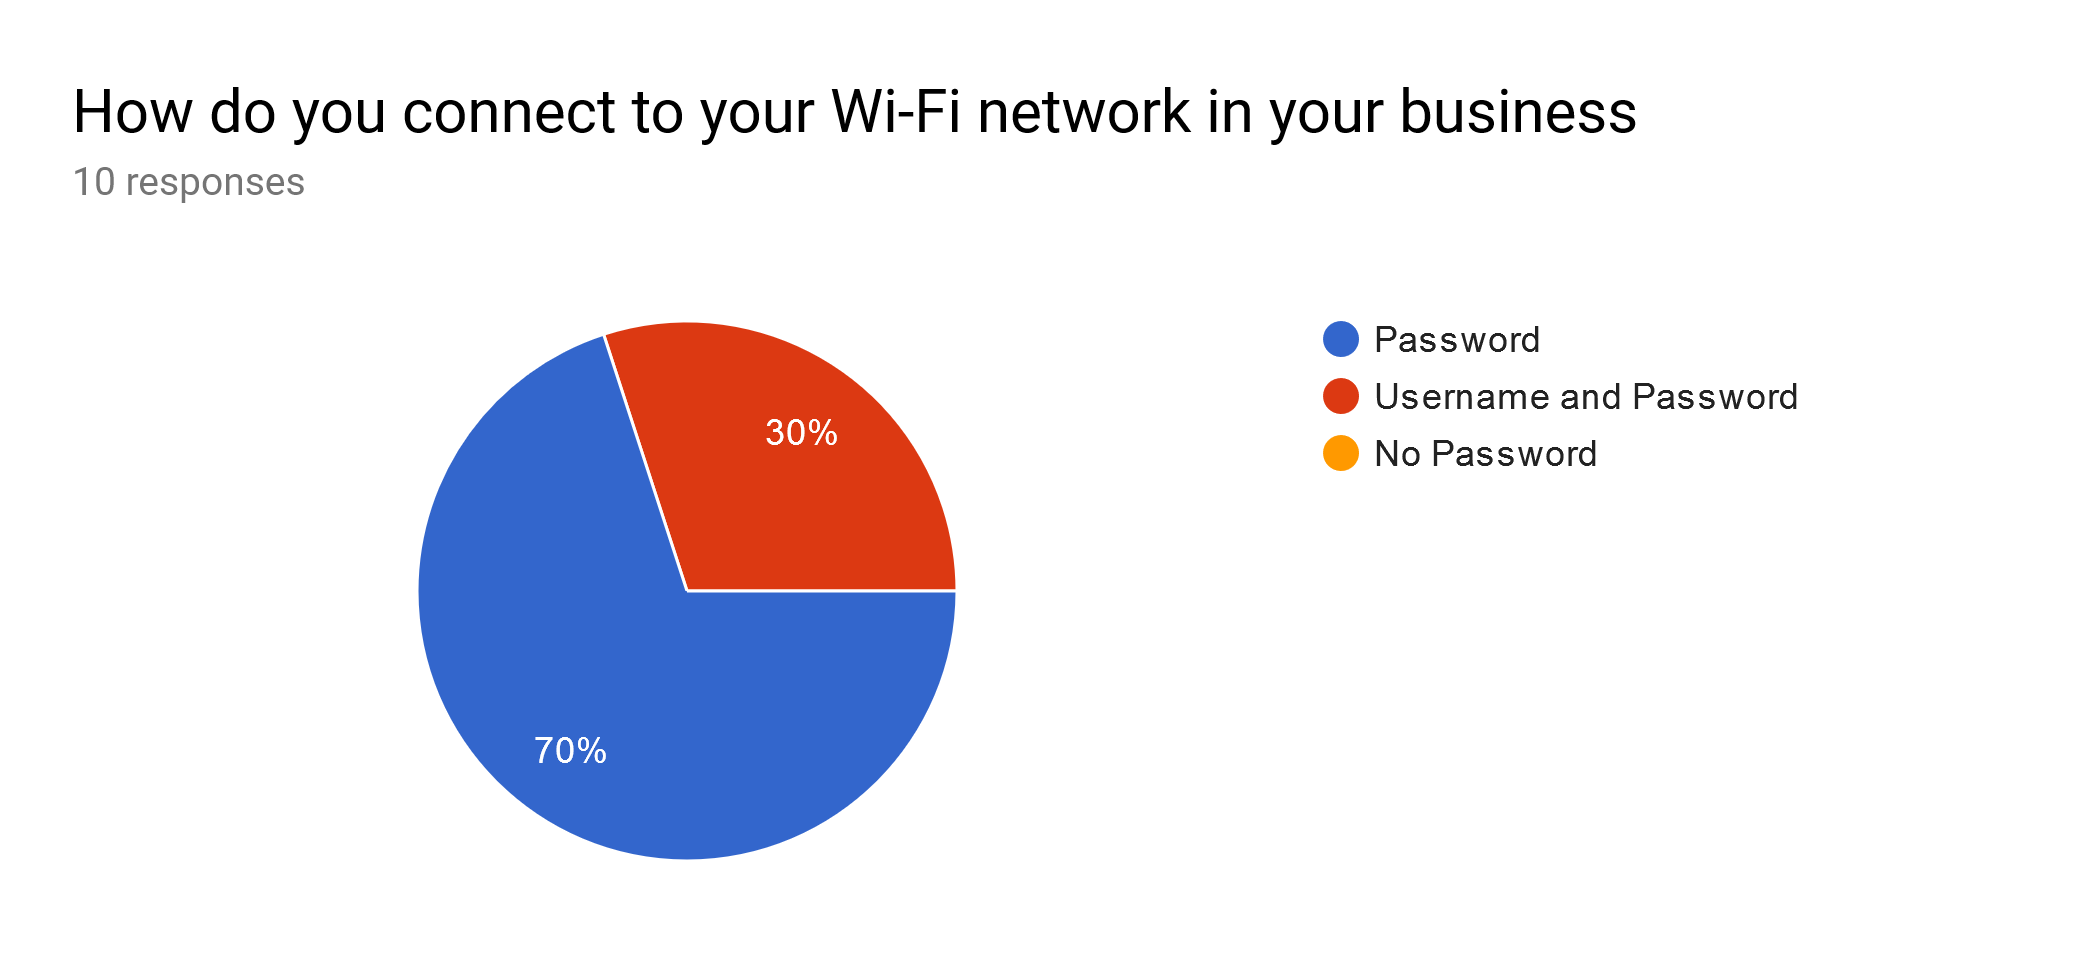 How do you connect to your Wi-Fi network in your business
10 responses
Password
30%
Username and Password
No Password
70%